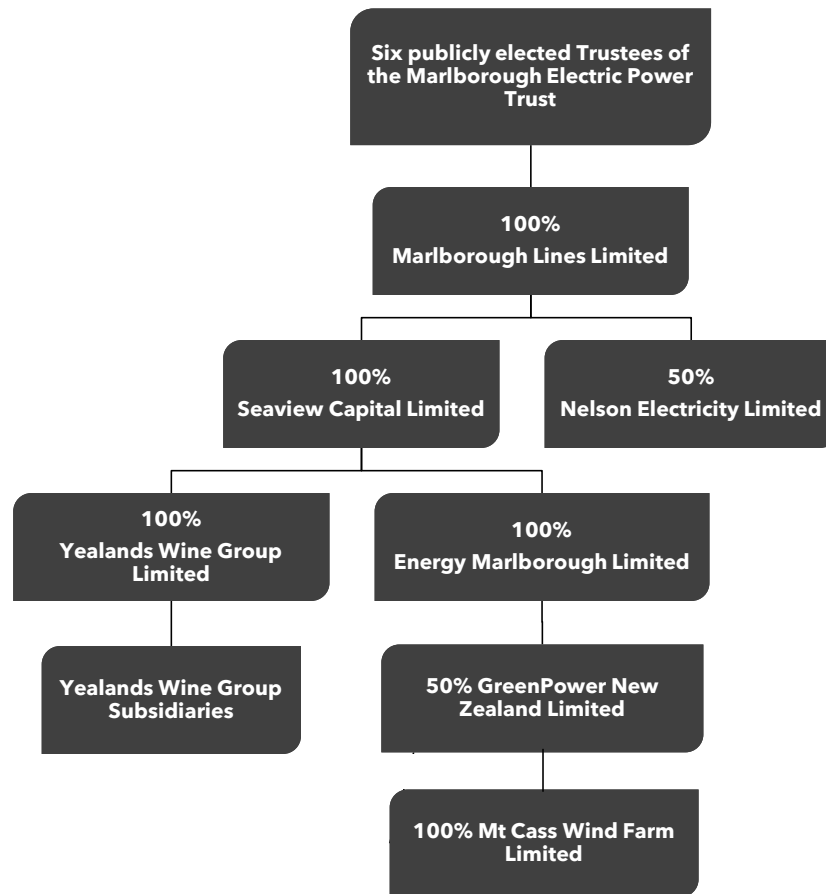 Six publicly elected Trustees of
the Marlborough Electric Power
Trust
100%
Marlborough Lines Limited
100%
Seaview Capital Limited
50%
Nelson Electricity Limited
100%
Yealands Wine Group
Limited
100%
Energy Marlborough Limited
Yealands Wine Group
Subsidiaries
50% GreenPower New
Zealand Limited
100% Mt Cass Wind Farm
Limited